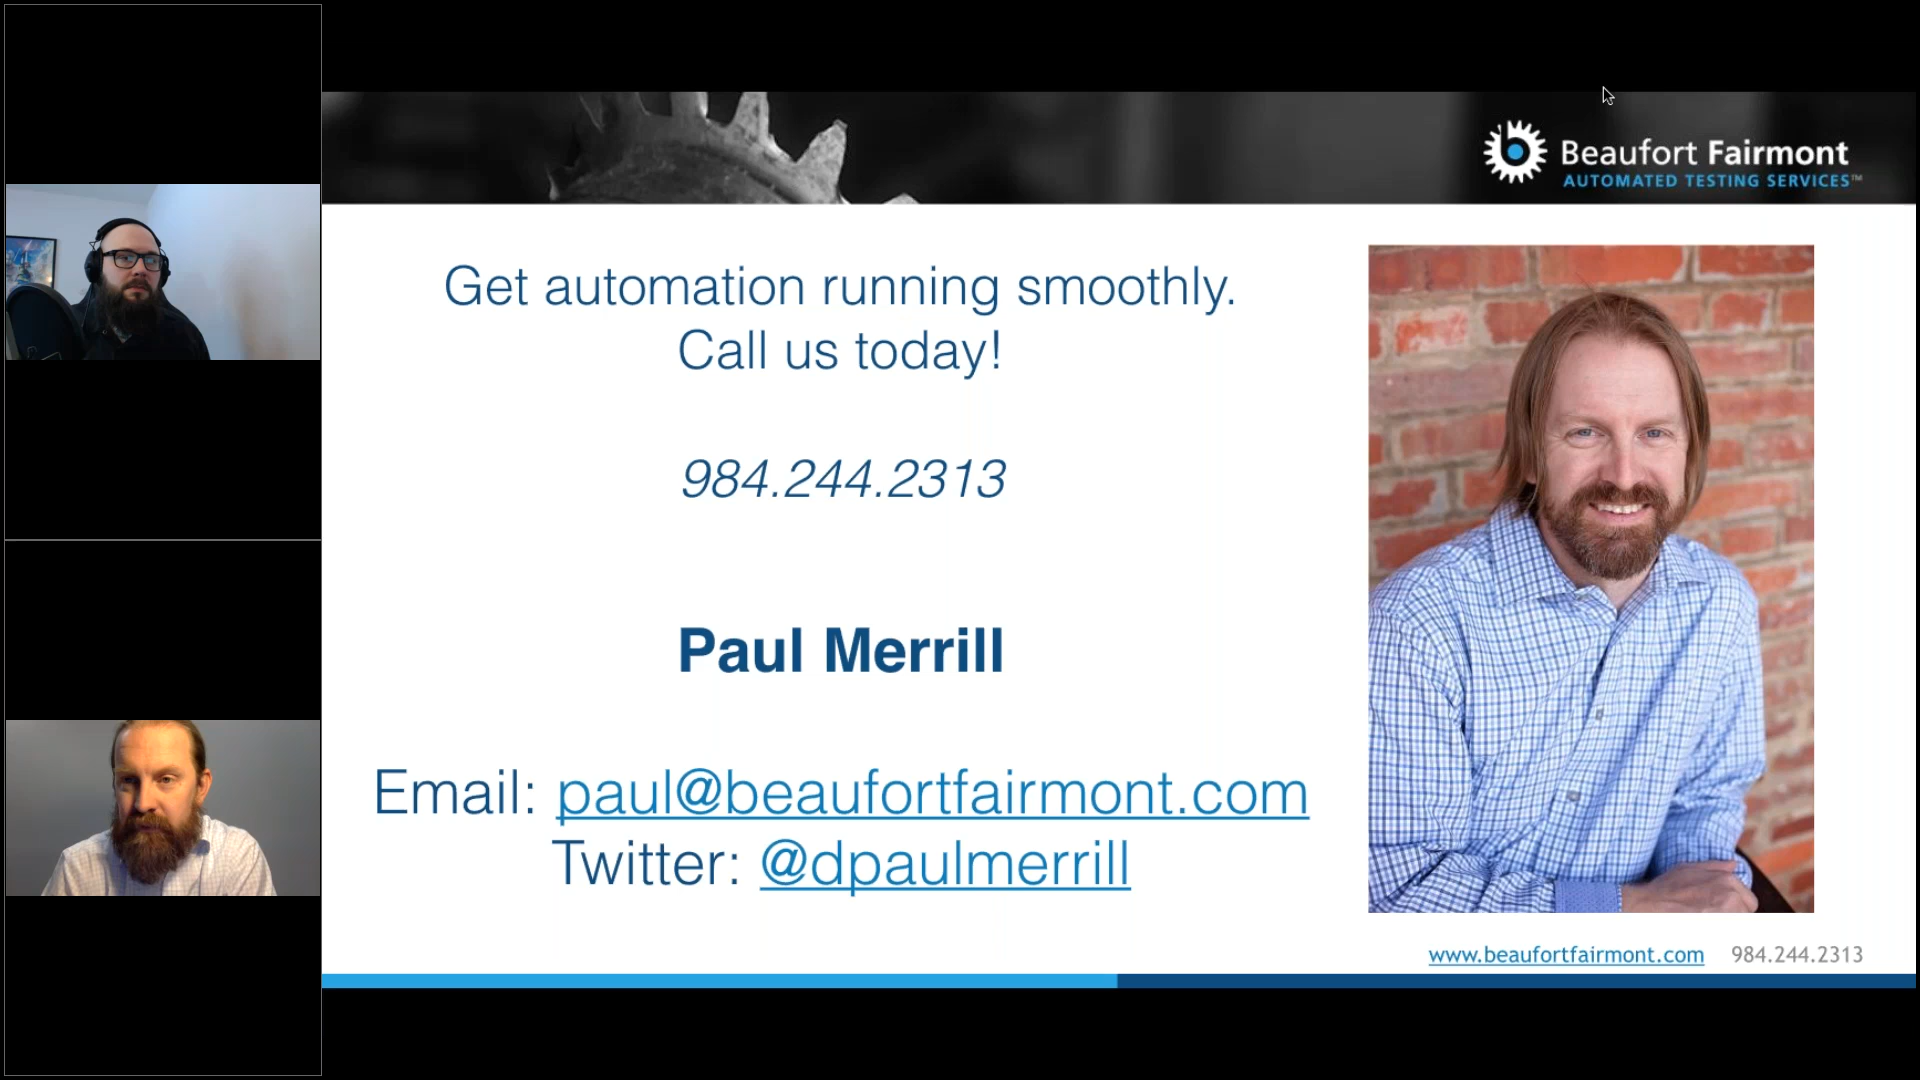 Beaufort Fairmont
AUTOMATED TESTING SERVICES™
Get automation running smoothly.
Call us today!
984.244.2313
Paul Merrill
Email: paul@beaufortfairmont.com
Twitter: @dpaulmerrill
www.beaufortfairmont.com 984.244.2313